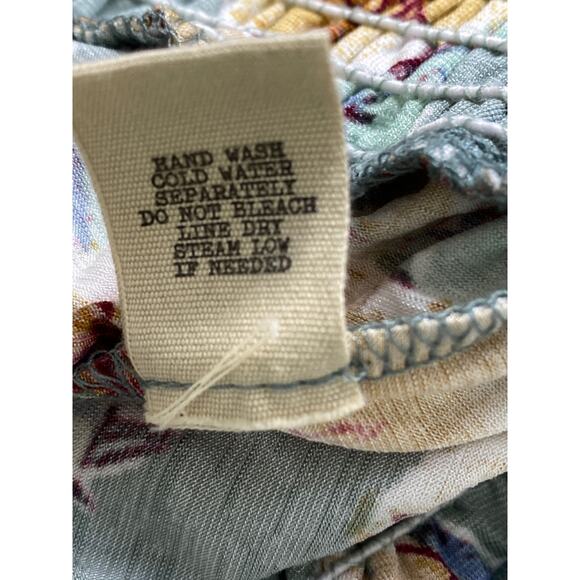 HAND WASH
COLD WATER
SEPARATELY
DO NOT BLEACH
LINE DRY
STEAM LOW
IF NEEDED